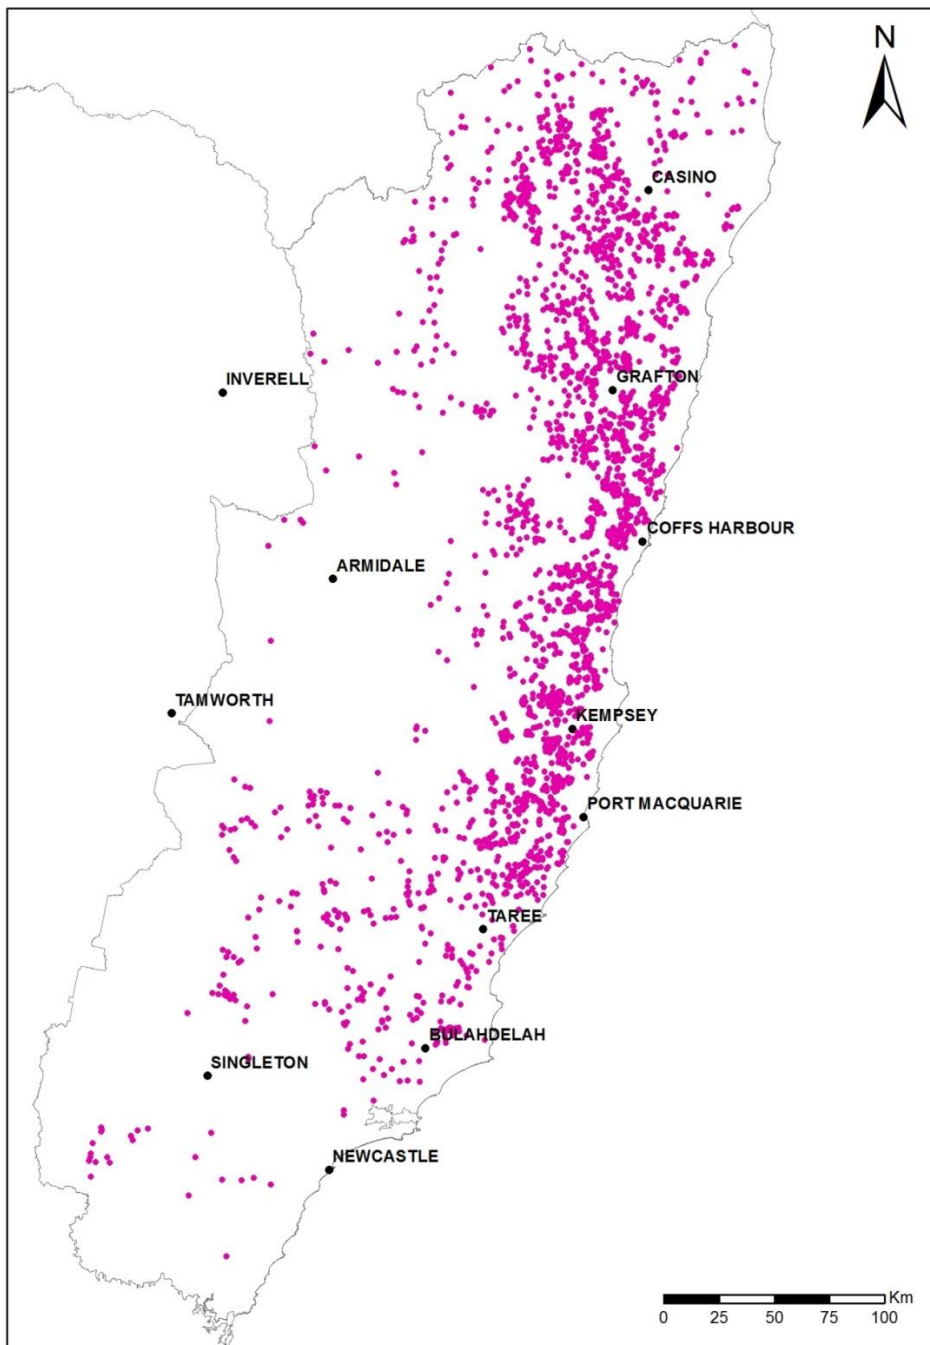 N
CASINO
INVERELL
GRAFTON
COFFS HARBOUR
ARMIDALE
TAMWORTH
KEMPSEY
PORT MACQUARIE
TAREE
BULAHDELAH
SINGLETON
NEWCASTLE
Km
0 25 50 75 100